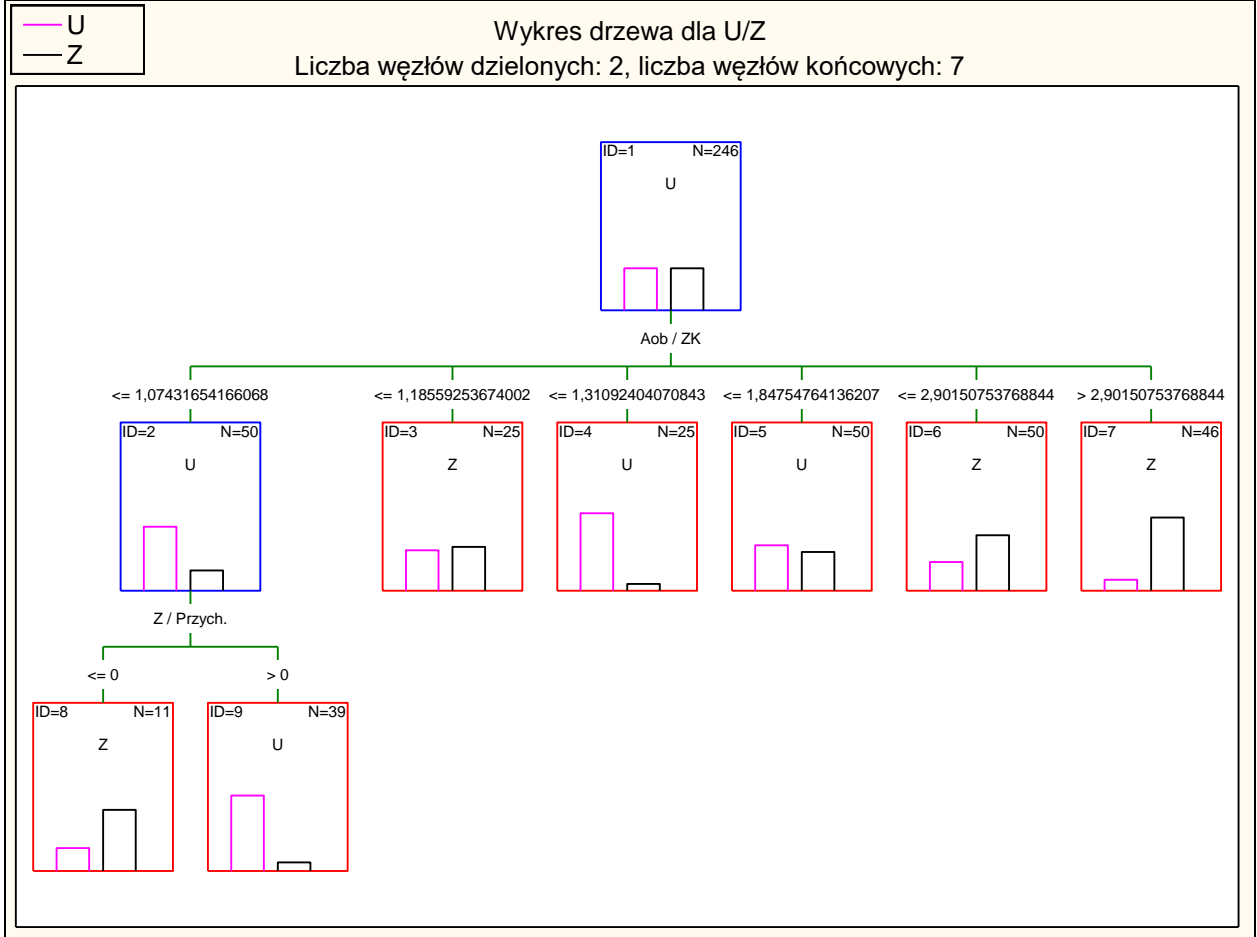 U
Z
Wykres drzewa dla U/Z
Liczba węzłów dzielonych: 2, liczba węzłów końcowych: 7
ID=1 N=246
U
Aob / ZK
<= 1,07431654166068 <= 1,18559253674002 <= 1,31092404070843 <= 1,84754764136207 <= 2,90150753768844 > 2,90150753768844
ID=2 N=50 ID=3 N=25 ID=4 N=25 ID=5 N=50 ID=6 N=50 ID=7 N=46
U Z U U Z Z
Z / Przych.
<= 0 > 0
ID=8 N=11 ID=9 N=39
Z U